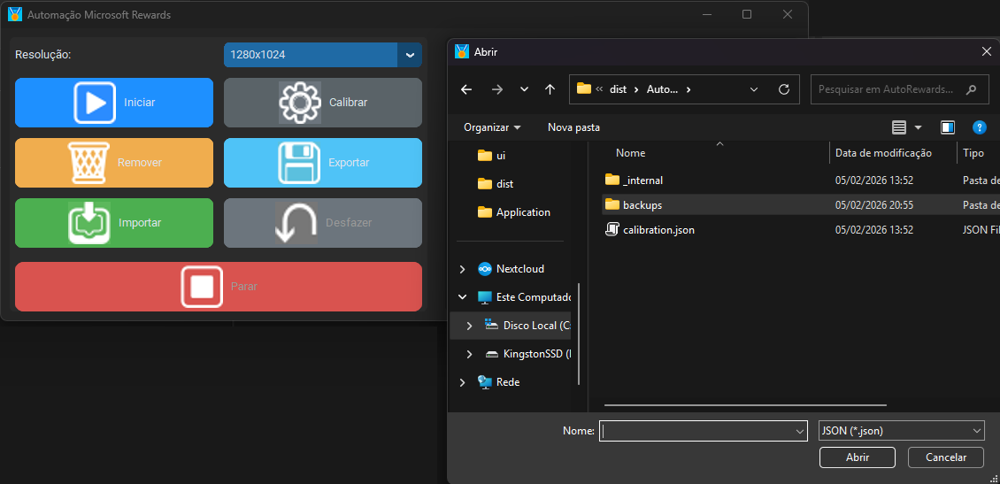 Automação Microsoft Rewards
Resolução:
1280x1024
Iniciar
Calibrar
Remover
Exportar
Importar
Desfazer
Parar
Abrir
dist
Auto...
Pesquisar em AutoRewards...
Organizar
Nova pasta
ui
dist
Application
Nextcloud
Este Computado
Disco Local (C
KingstonSSD (
Rede
Nome Data de modificação Tipo
_internal 05/02/2026 13:52 Pasta de
backups 05/02/2026 20:55 Pasta de
calibration.json 05/02/2026 13:52 JSON Fi
Nome:
JSON (*.json)
Abrir
Cancelar